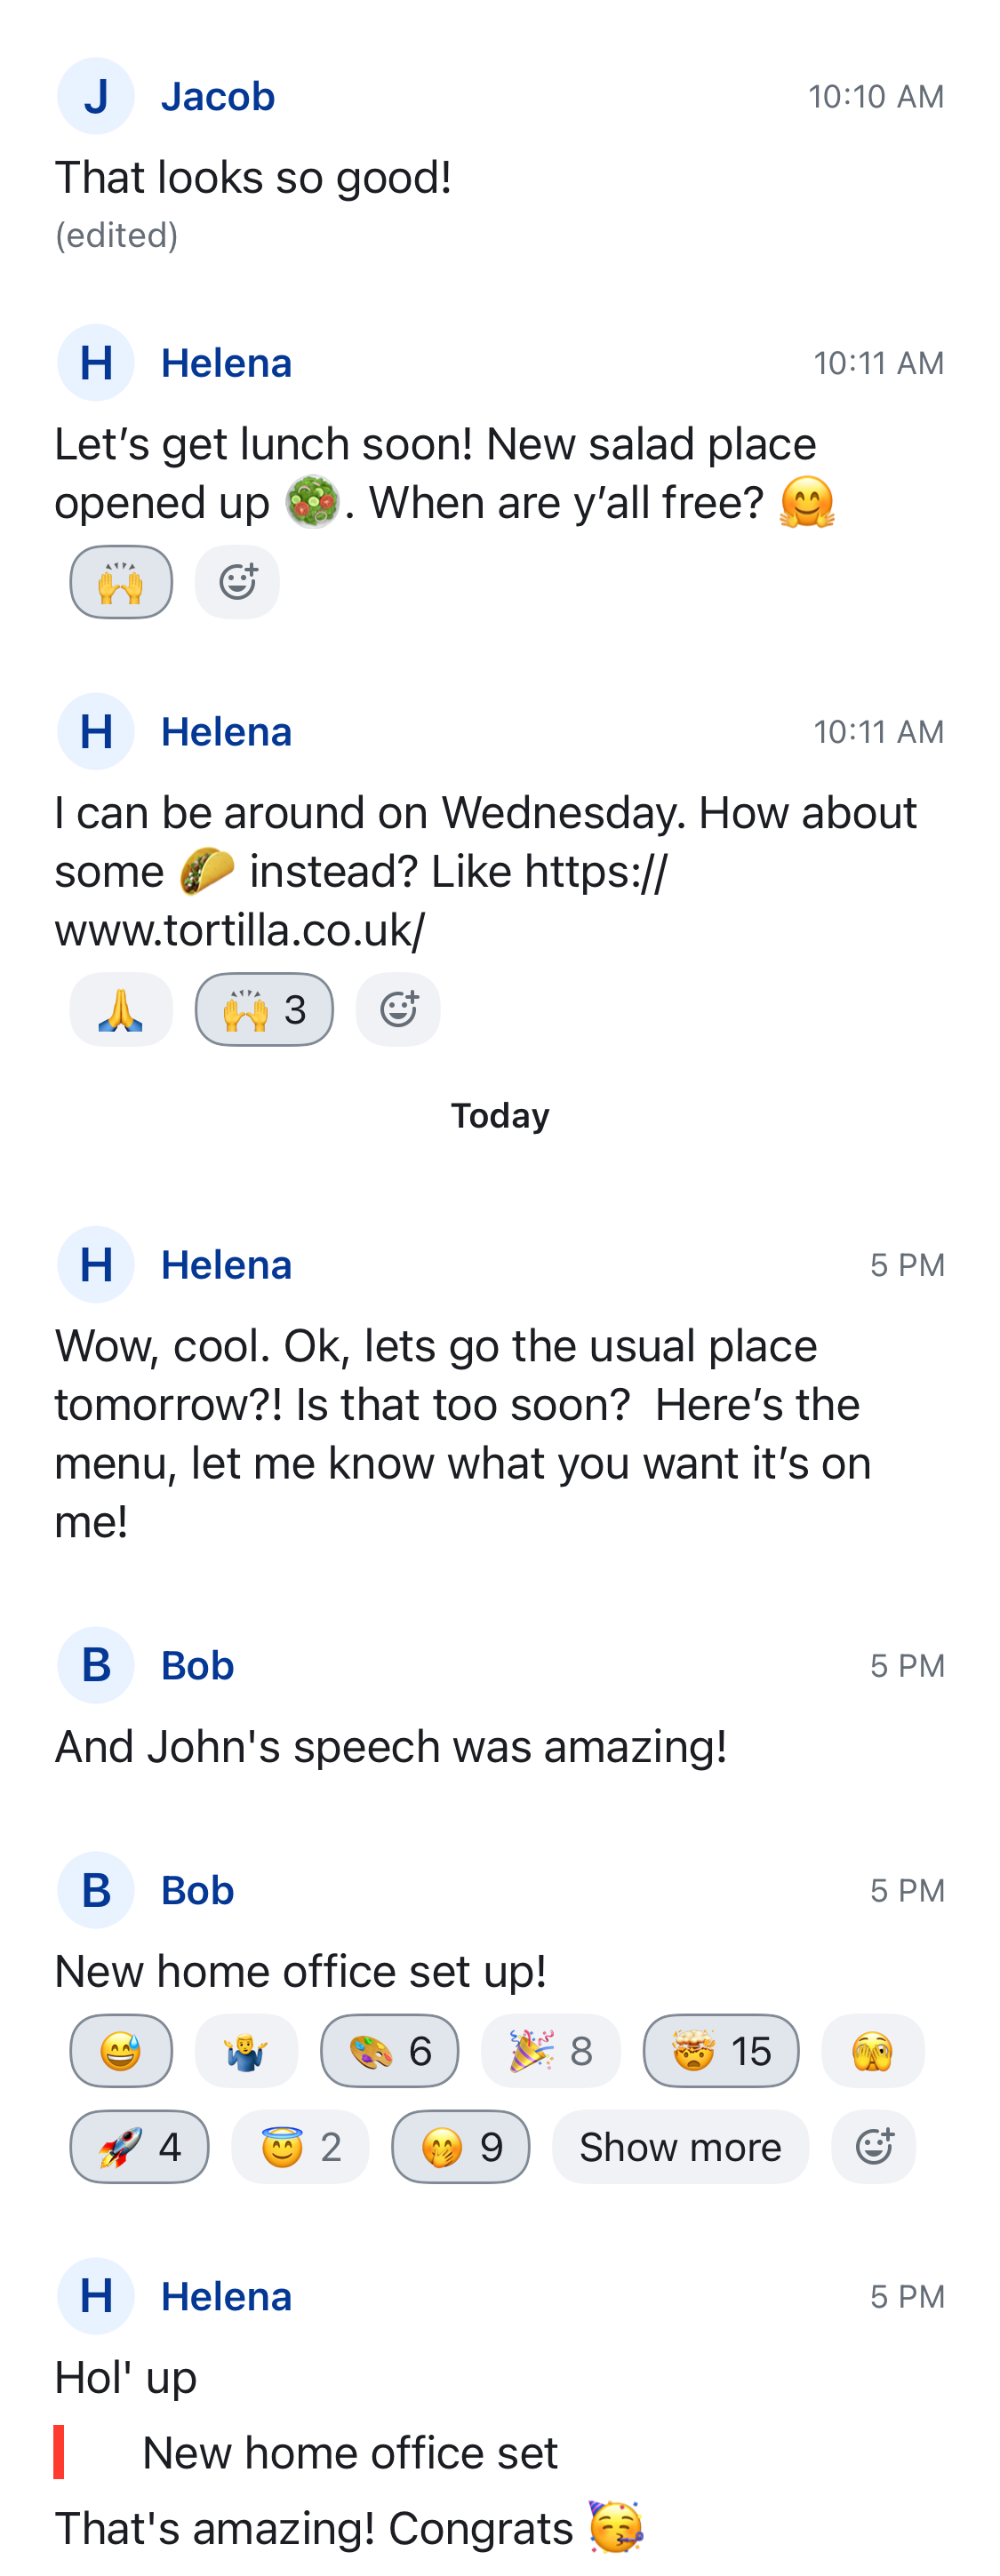 J Jacob 10:10 AM
That looks so good!
(edited)
H Helena 10:11 AM
Let’s get lunch soon! New salad place
opened up 🥗. When are y’all free? 🤗
🙌
H Helena 10:11 AM
I can be around on Wednesday. How about
some 🌮 instead? Like https://
www.tortilla.co.uk/
🙏 🙌 3
Today
H Helena 5 PM
Wow, cool. Ok, lets go the usual place
tomorrow?! Is that too soon?  Here’s the
menu, let me know what you want it’s on
me!
B Bob 5 PM
And John's speech was amazing!
B Bob 5 PM
New home office set up!
😅 🤷‍♂️ 🎨 6 🎉 8 🤯 15 🫣
🚀 4 😇 2 🤭 9 Show more
H Helena 5 PM
Hol' up
New home office set
That's amazing! Congrats 🥳